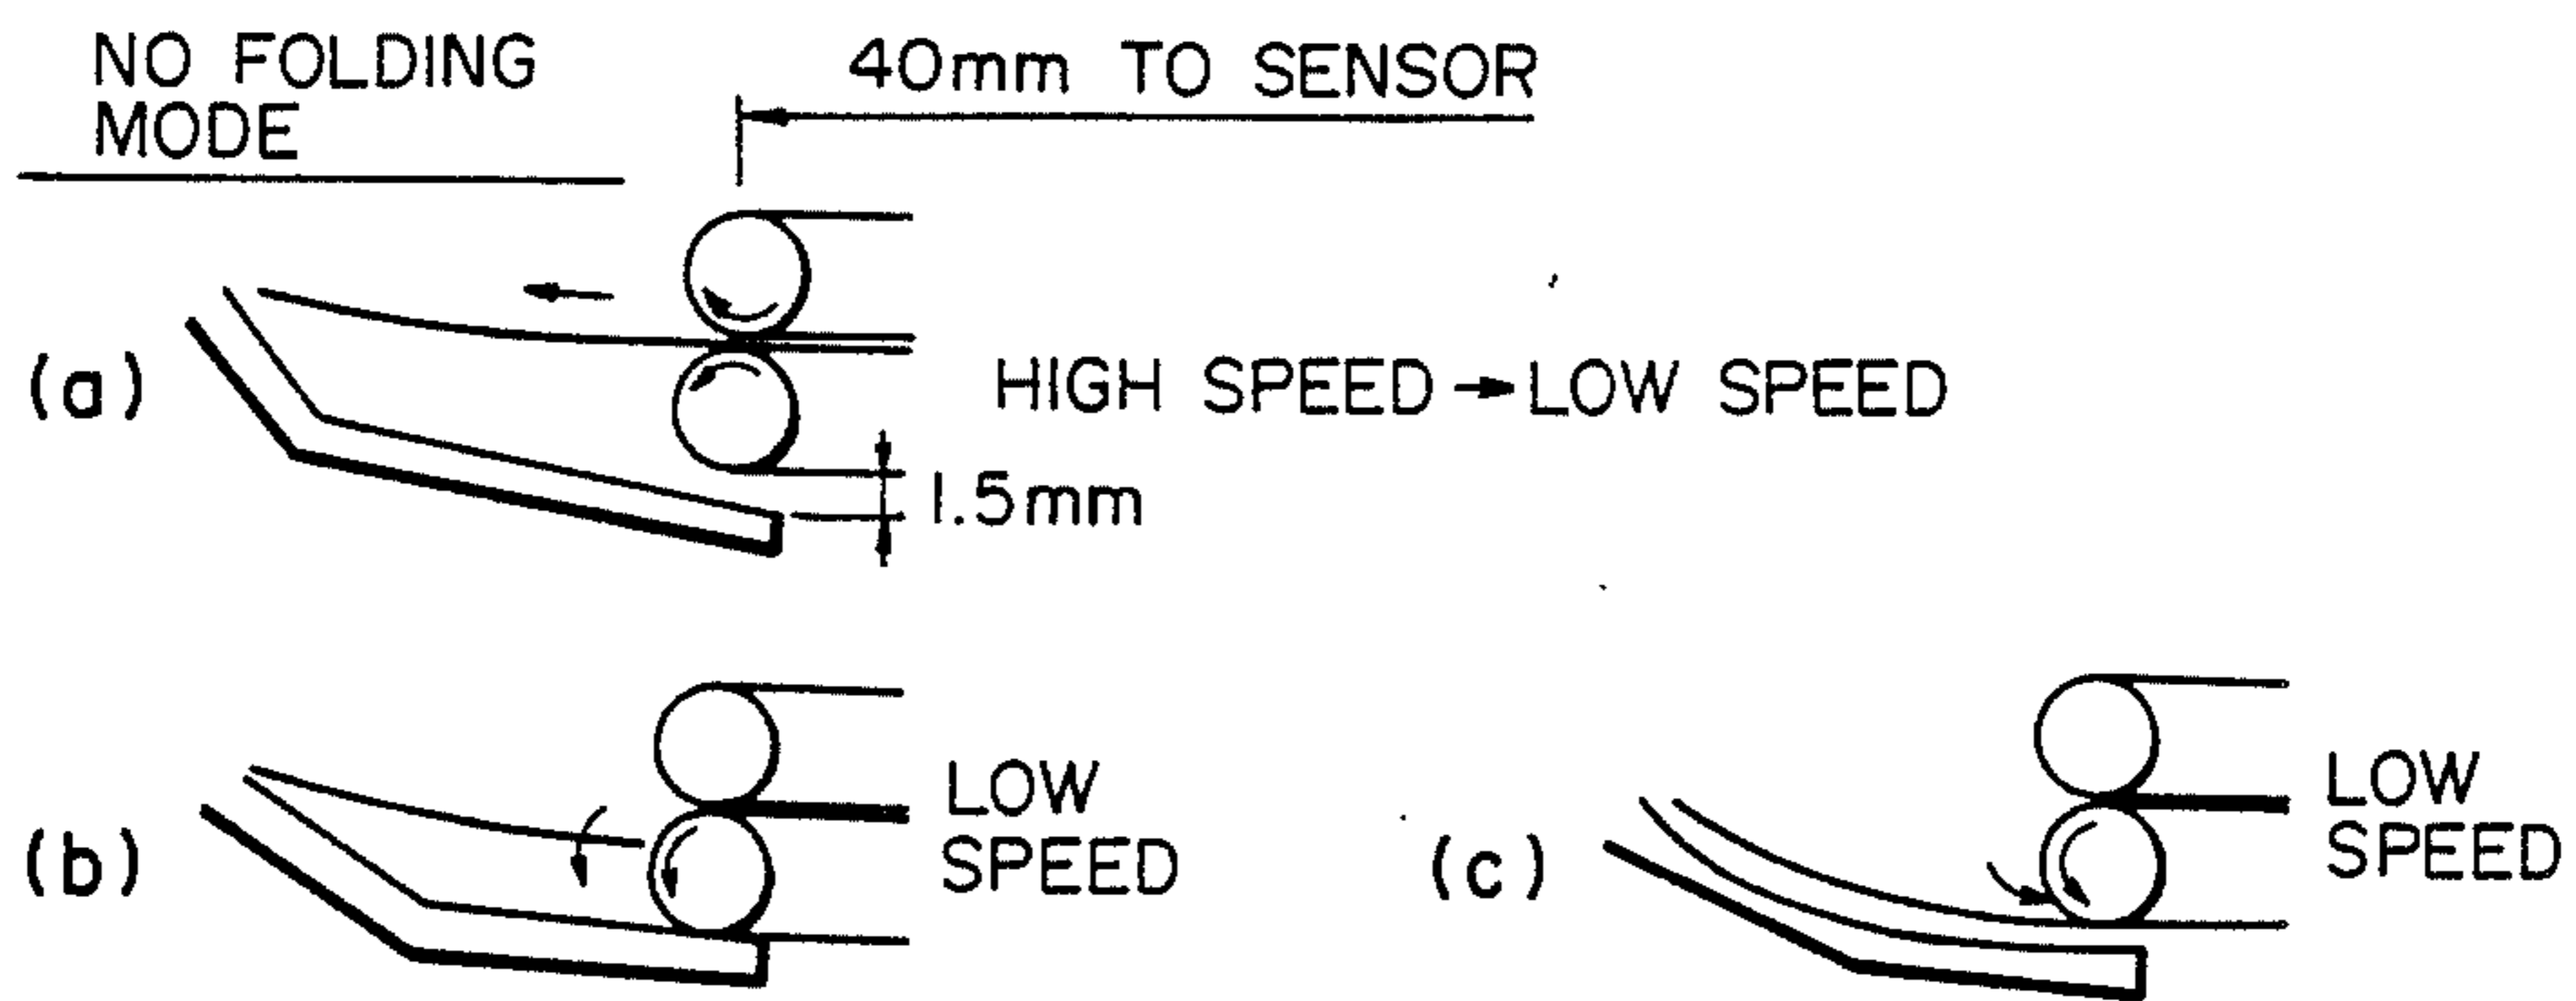 NO FOLDING
MODE
40mm TO SENSOR
(a)
HIGH SPEED → LOW SPEED
1.5mm
(b)
LOW
SPEED
(c)
LOW
SPEED